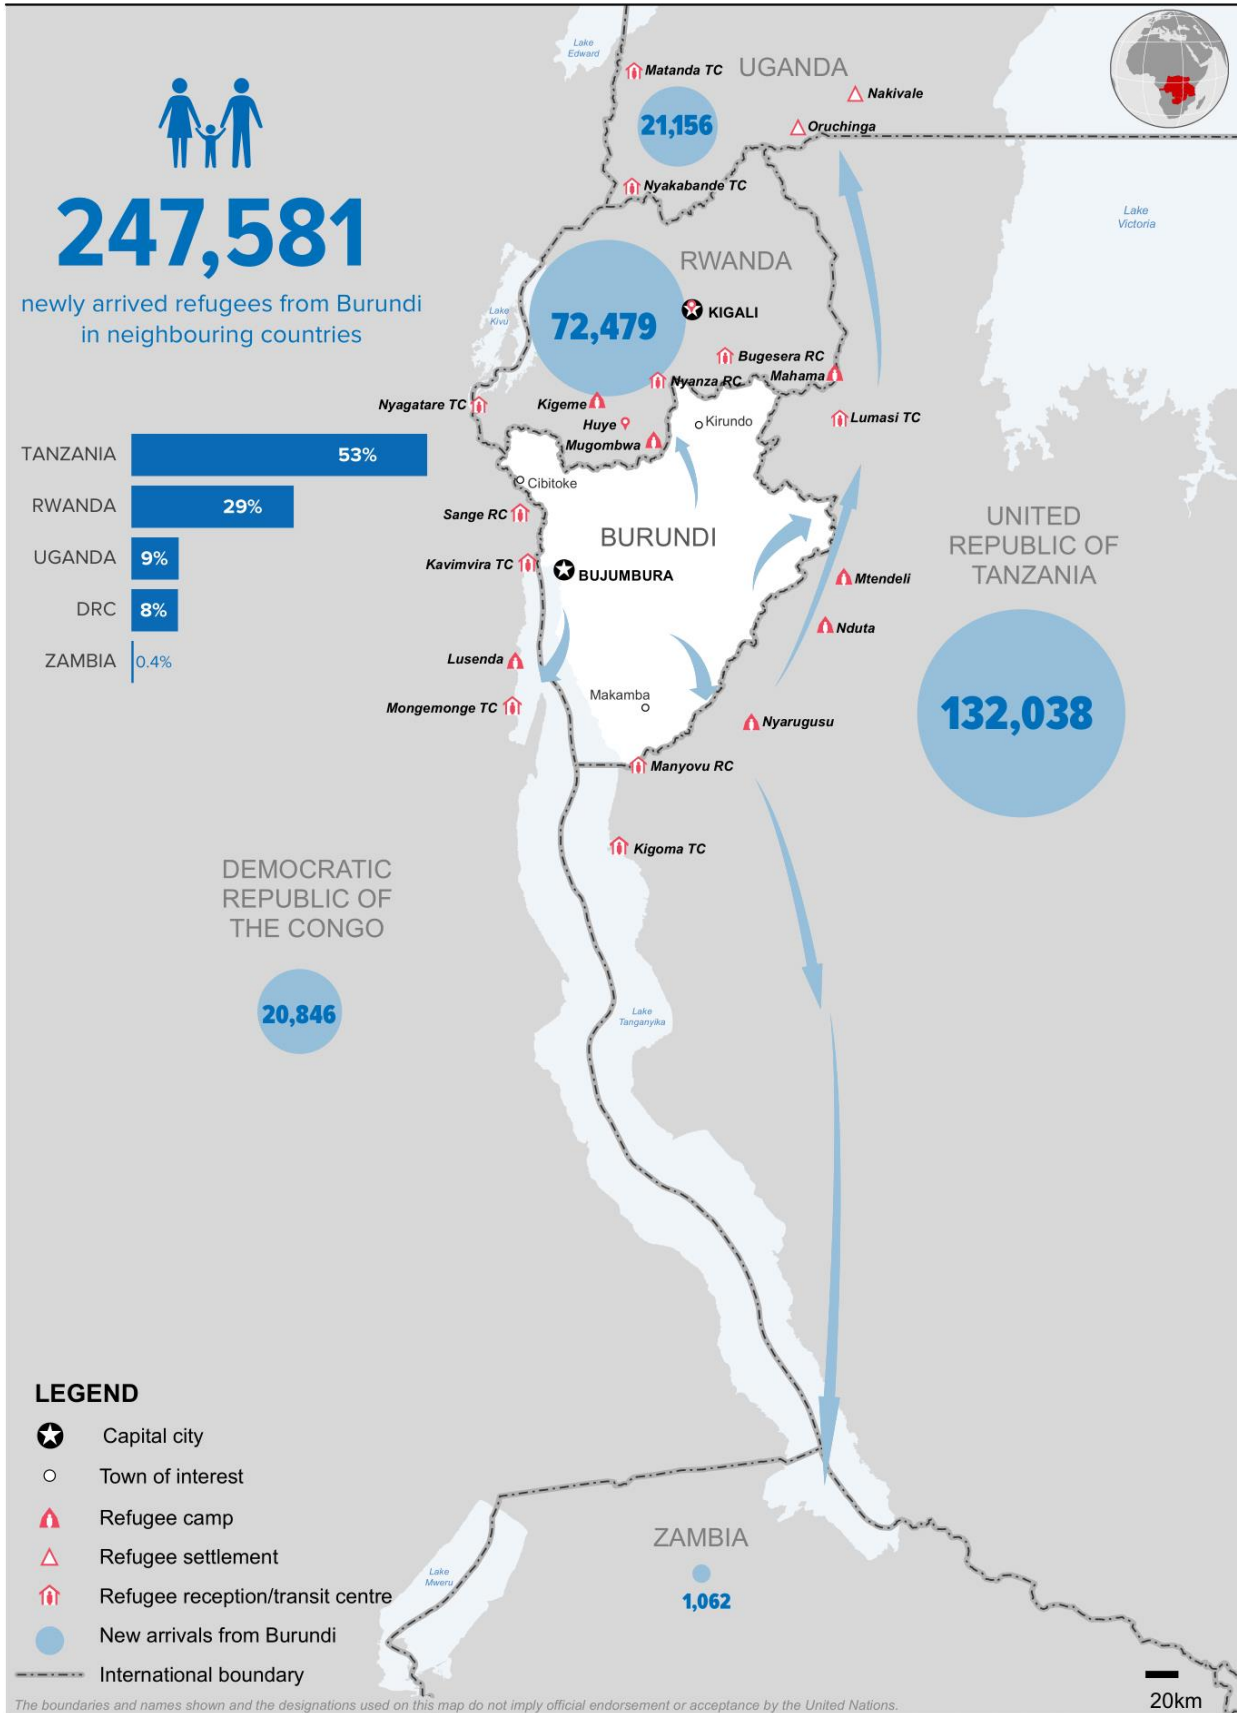 247,581
newly arrived refugees from Burundi
in neighbouring countries
TANZANIA 53%
RWANDA 29%
UGANDA 9%
DRC 8%
ZAMBIA 0.4%
Lake
Edward
Matanda TC
UGANDA
Nakivale
21,156
Oruchinga
Nyakabande TC
Lake
Victoria
RWANDA
Lake
Kivu
72,479
KIGALI
Bugesera RC
Nyanza RC
Mahama
Nyagatare TC
Kigeme
Huye
Mugombwa
Kirundo
Lumasi TC
Cibitoke
Sange RC
BURUNDI
UNITED
REPUBLIC OF
TANZANIA
Kavimvira TC
BUJUMBURA
Mtendeli
Nduta
Lusenda
Makamba
Mongemonge TC
Nyarugusu
132,038
Manyovu RC
Kigoma TC
DEMOCRATIC
REPUBLIC OF
THE CONGO
20,846
Lake
Tanganyika
ZAMBIA
1,062
Lake
Mweru
LEGEND
Capital city
Town of interest
Refugee camp
Refugee settlement
Refugee reception/transit centre
New arrivals from Burundi
International boundary
20km
The boundaries and names shown and the designations used on this map do not imply official endorsement or acceptance by the United Nations.